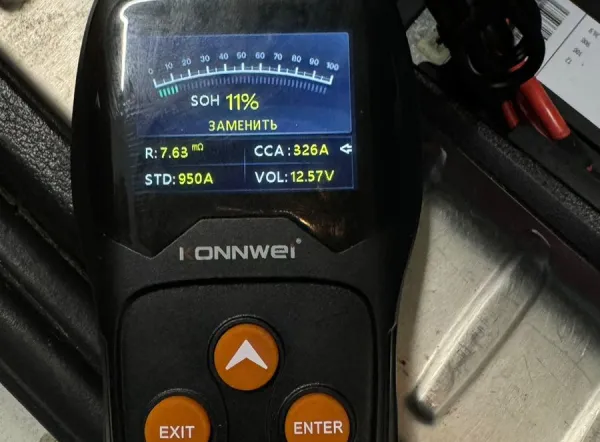 0 10 20 30 40 50 60 70 80 90 100
SOH 11%
ЗАМЕНИТЬ
R: 7.63 mΩ CCA: 326A
STD: 950A VOL: 12.57V
KONNWEI
EXIT
ENTER